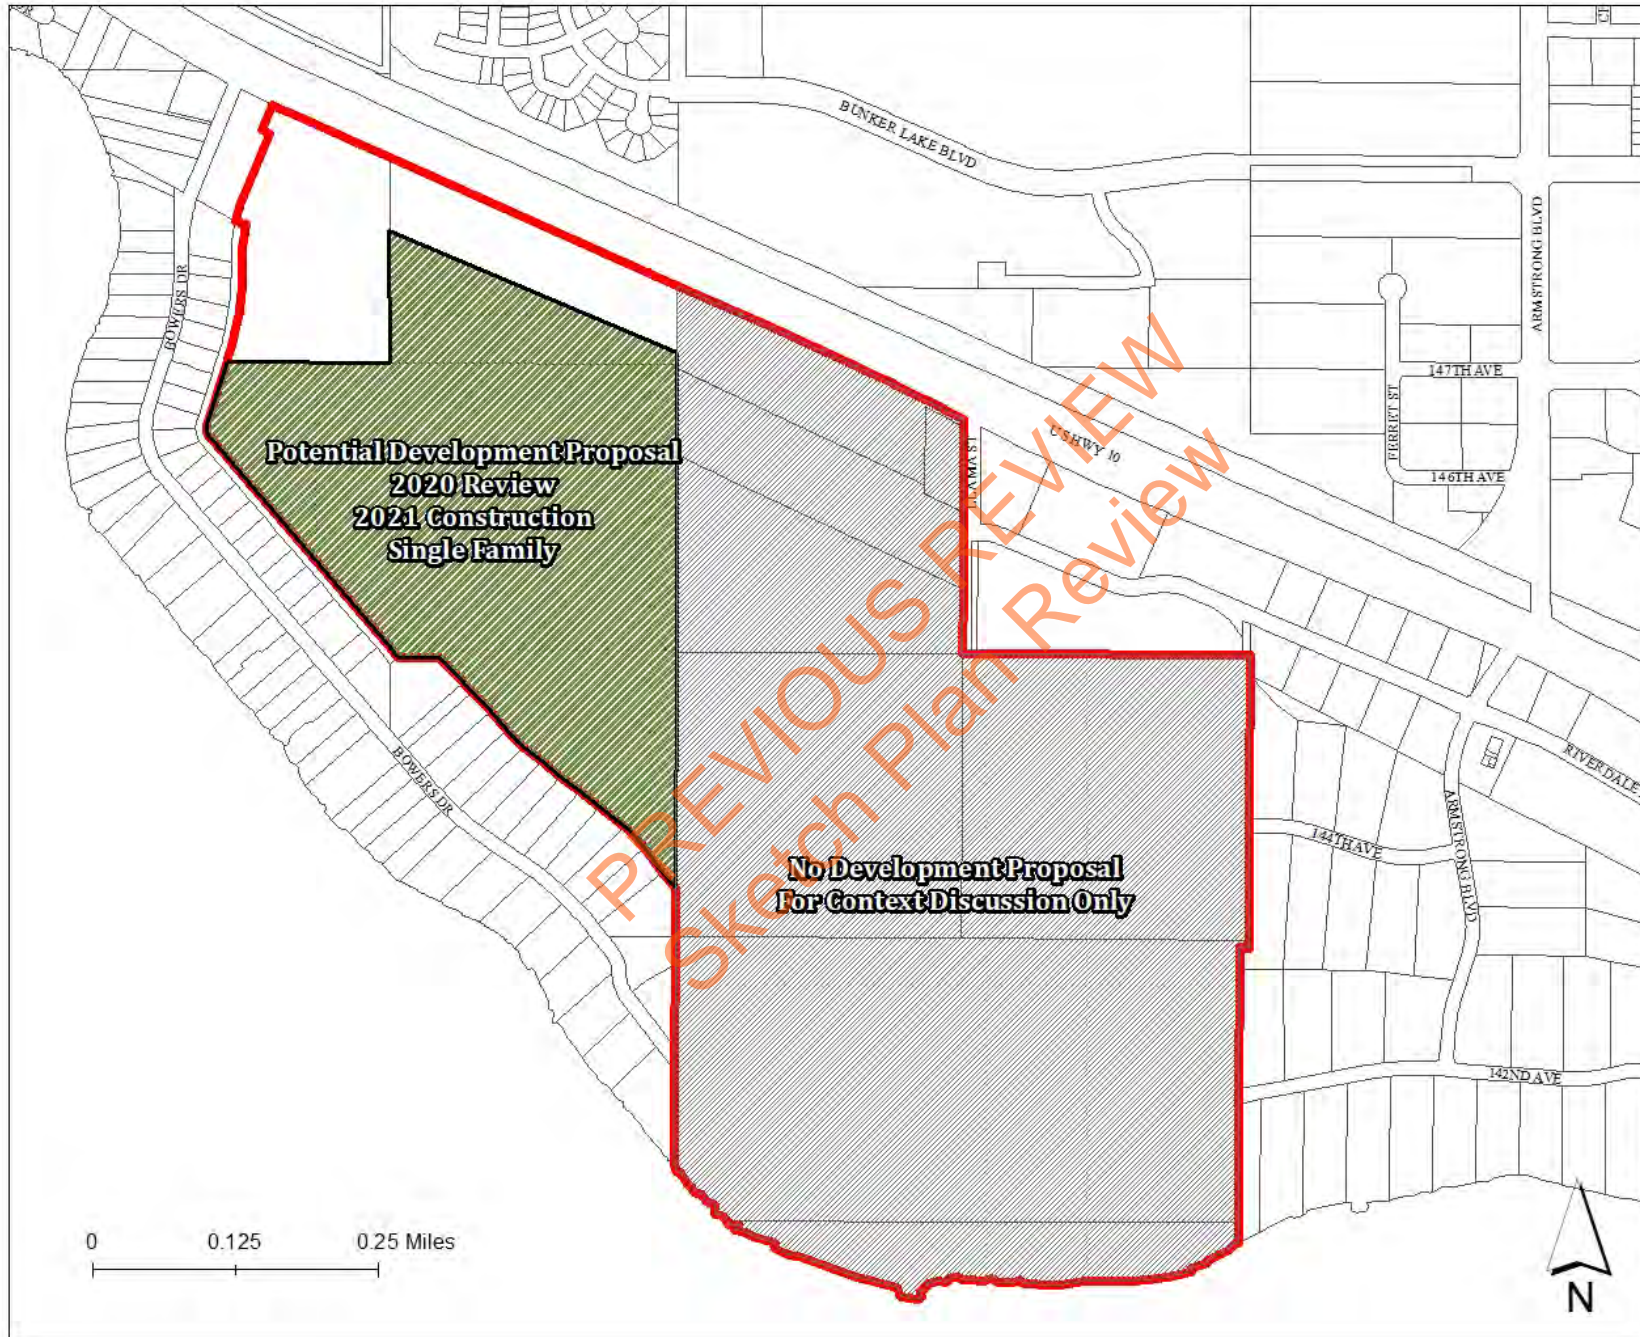 BUNKER LAKE BLVD
ARMSTRONG BLVD
BOWERS DR
147TH AVE
FERRET ST
US HWY 10
LLAMA ST
146TH AVE
Potential Development Proposal
2020 Review
2021 Construction
Single Family
PREVIOUS REVIEW
Sketch Plan Review
BOWERS DR
RIVERDALE
144TH AVE
ARMSTRONG BLVD
No Development Proposal
For Context Discussion Only
142ND AVE
0 0.125 0.25 Miles
N